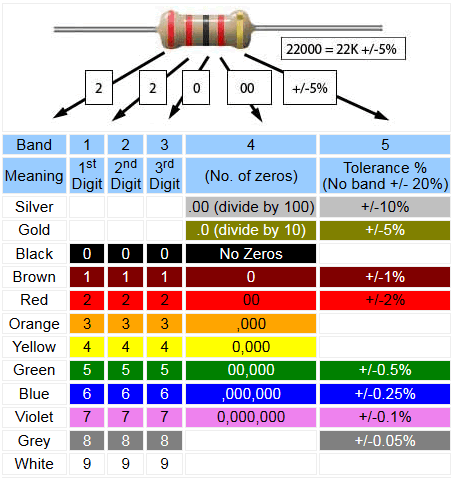 22000 = 22K +/-5%
2 2 0 00 +/-5%
Band 1 2 3 4 5
Meaning 1st Digit 2nd Digit 3rd Digit (No. of zeros) Tolerance % (No band +/- 20%)
Silver .00 (divide by 100) +/-10%
Gold .0 (divide by 10) +/-5%
Black 0 0 0 No Zeros
Brown 1 1 1 0 +/-1%
Red 2 2 2 00 +/-2%
Orange 3 3 3 ,000
Yellow 4 4 4 0,000
Green 5 5 5 00,000 +/-0.5%
Blue 6 6 6 ,000,000 +/-0.25%
Violet 7 7 7 0,000,000 +/-0.1%
Grey 8 8 8 +/-0.05%
White 9 9 9